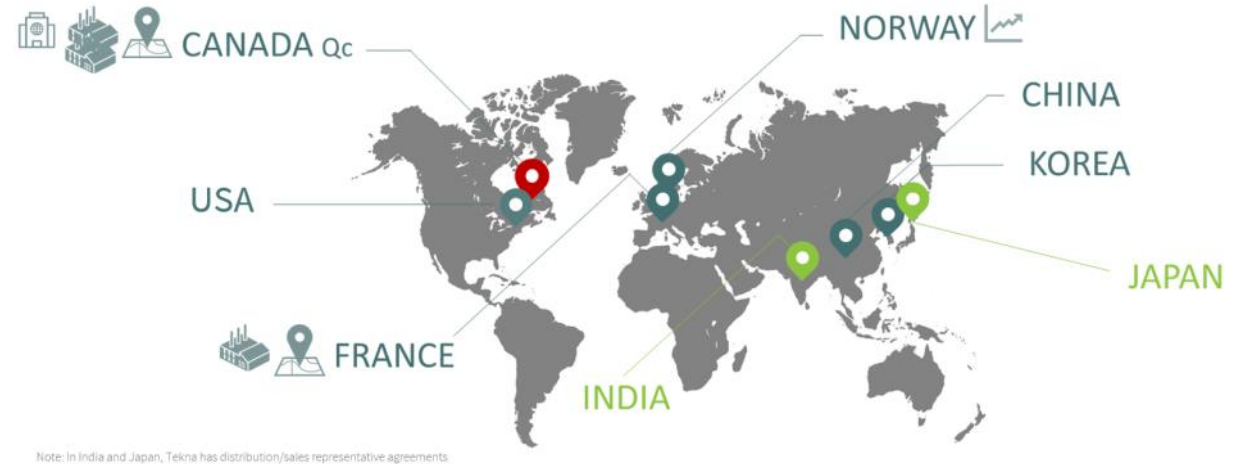 CANADA Qc
NORWAY
CHINA
KOREA
USA
JAPAN
FRANCE
INDIA
Note: In India and Japan, Tekna has distribution/sales representative agreements